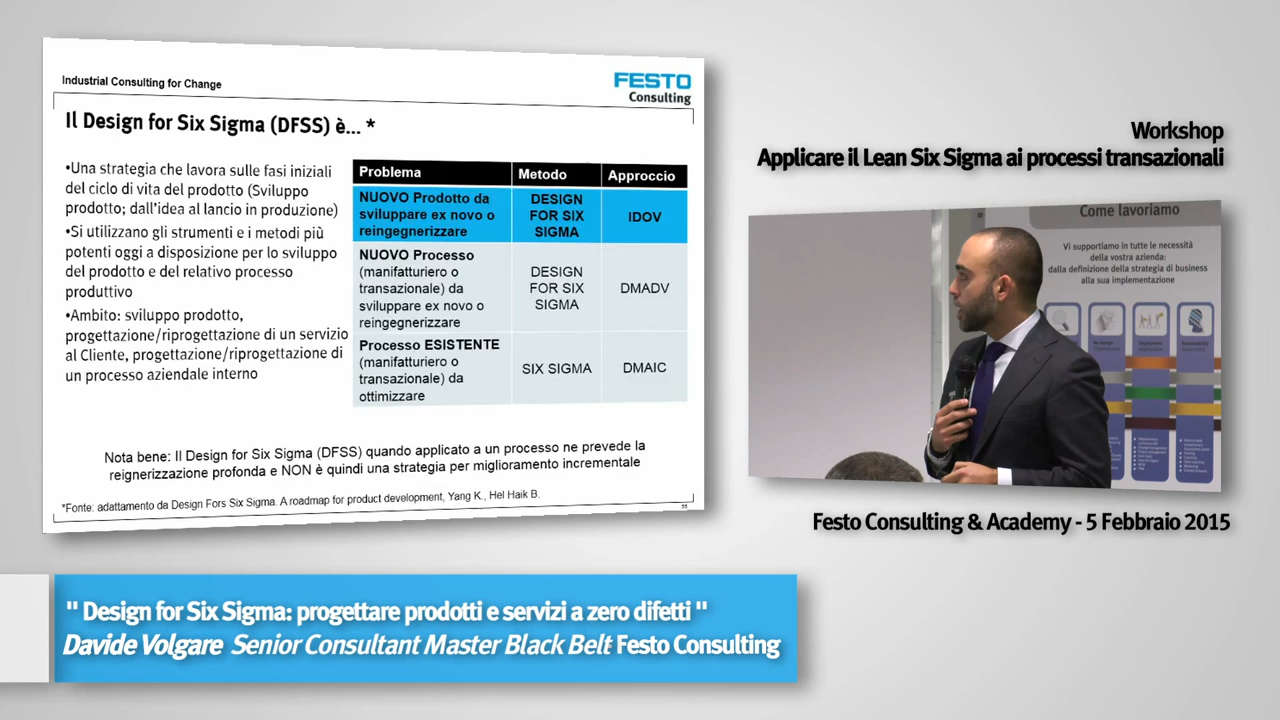 Industrial Consulting for Change
FESTO
Consulting
Il Design for Six Sigma (DFSS) è... *
•Una strategia che lavora sulle fasi iniziali
del ciclo di vita del prodotto (Sviluppo
prodotto; dall'idea al lancio in produzione)
•Si utilizzano gli strumenti e i metodi più
potenti oggi a disposizione per lo sviluppo
del prodotto e del relativo processo
produttivo
•Ambito: sviluppo prodotto,
progettazione/riprogettazione di un servizio
al Cliente, progettazione/riprogettazione di
un processo aziendale interno
Problema Metodo Approccio
NUOVO Prodotto da
sviluppare ex novo o
reingegnerizzare
DESIGN
FOR SIX
SIGMA
IDOV
NUOVO Processo
(manifatturiero o
transazionale) da
sviluppare ex novo o
reingegnerizzare
DESIGN
FOR SIX
SIGMA
DMADV
Processo ESISTENTE
(manifatturiero o
transazionale) da
ottimizzare
SIX SIGMA
DMAIC
Nota bene: Il Design for Six Sigma (DFSS) quando applicato a un processo ne prevede la
reignerizzazione profonda e NON è quindi una strategia per miglioramento incrementale
*Fonte: adattamento da Design Fors Six Sigma. A roadmap for product development, Yang K., Hel Haik B.
Workshop
Applicare il Lean Six Sigma ai processi transazionali
Come lavoriamo
Vi supportiamo in tutte le necessità
della vostra azienda:
dalla definizione della strategia di business
alla sua implementazione
Festo Consulting & Academy - 5 Febbraio 2015
" Design for Six Sigma: progettare prodotti e servizi a zero difetti "
Davide Volgare Senior Consultant Master Black Belt Festo Consulting